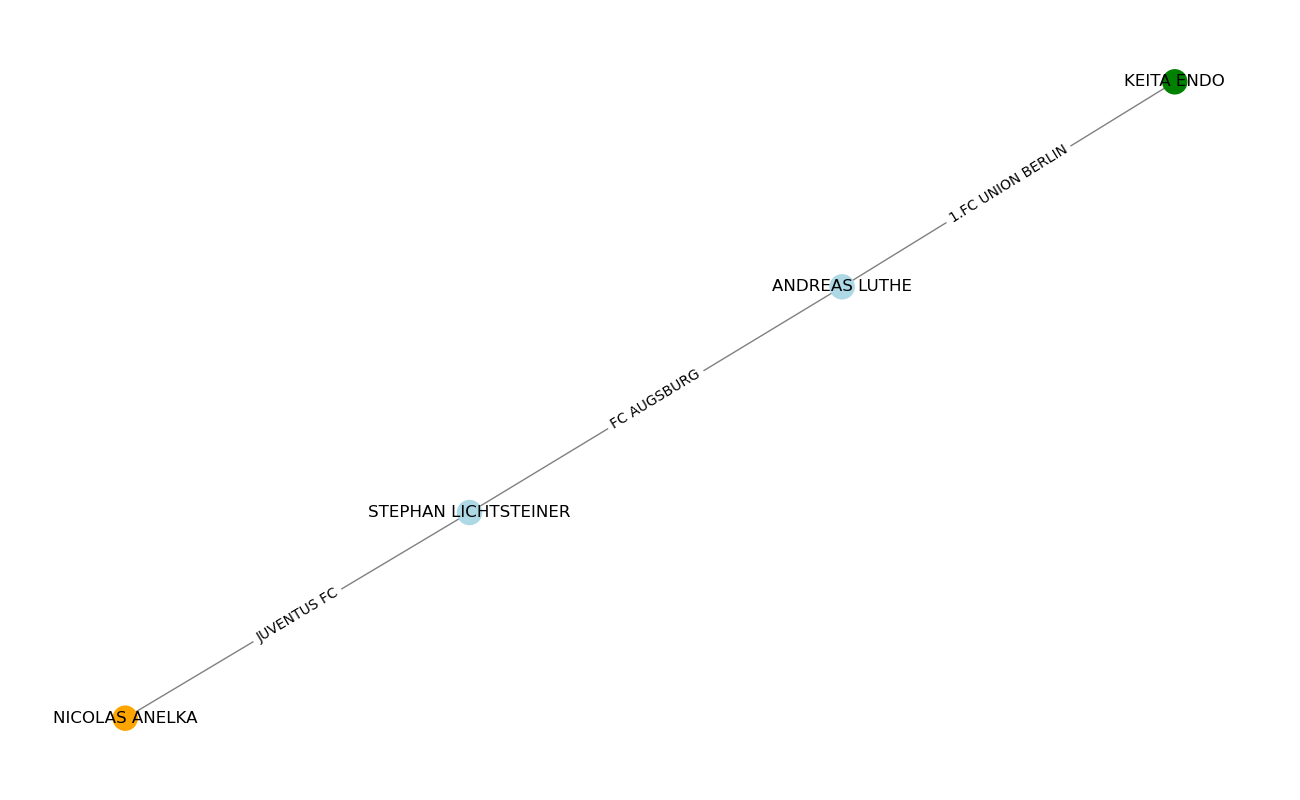 KEITA ENDO
1.FC UNION BERLIN
ANDREAS LUTHE
FC AUGSBURG
STEPHAN LICHTSTEINER
JUVENTUS FC
NICOLAS ANELKA